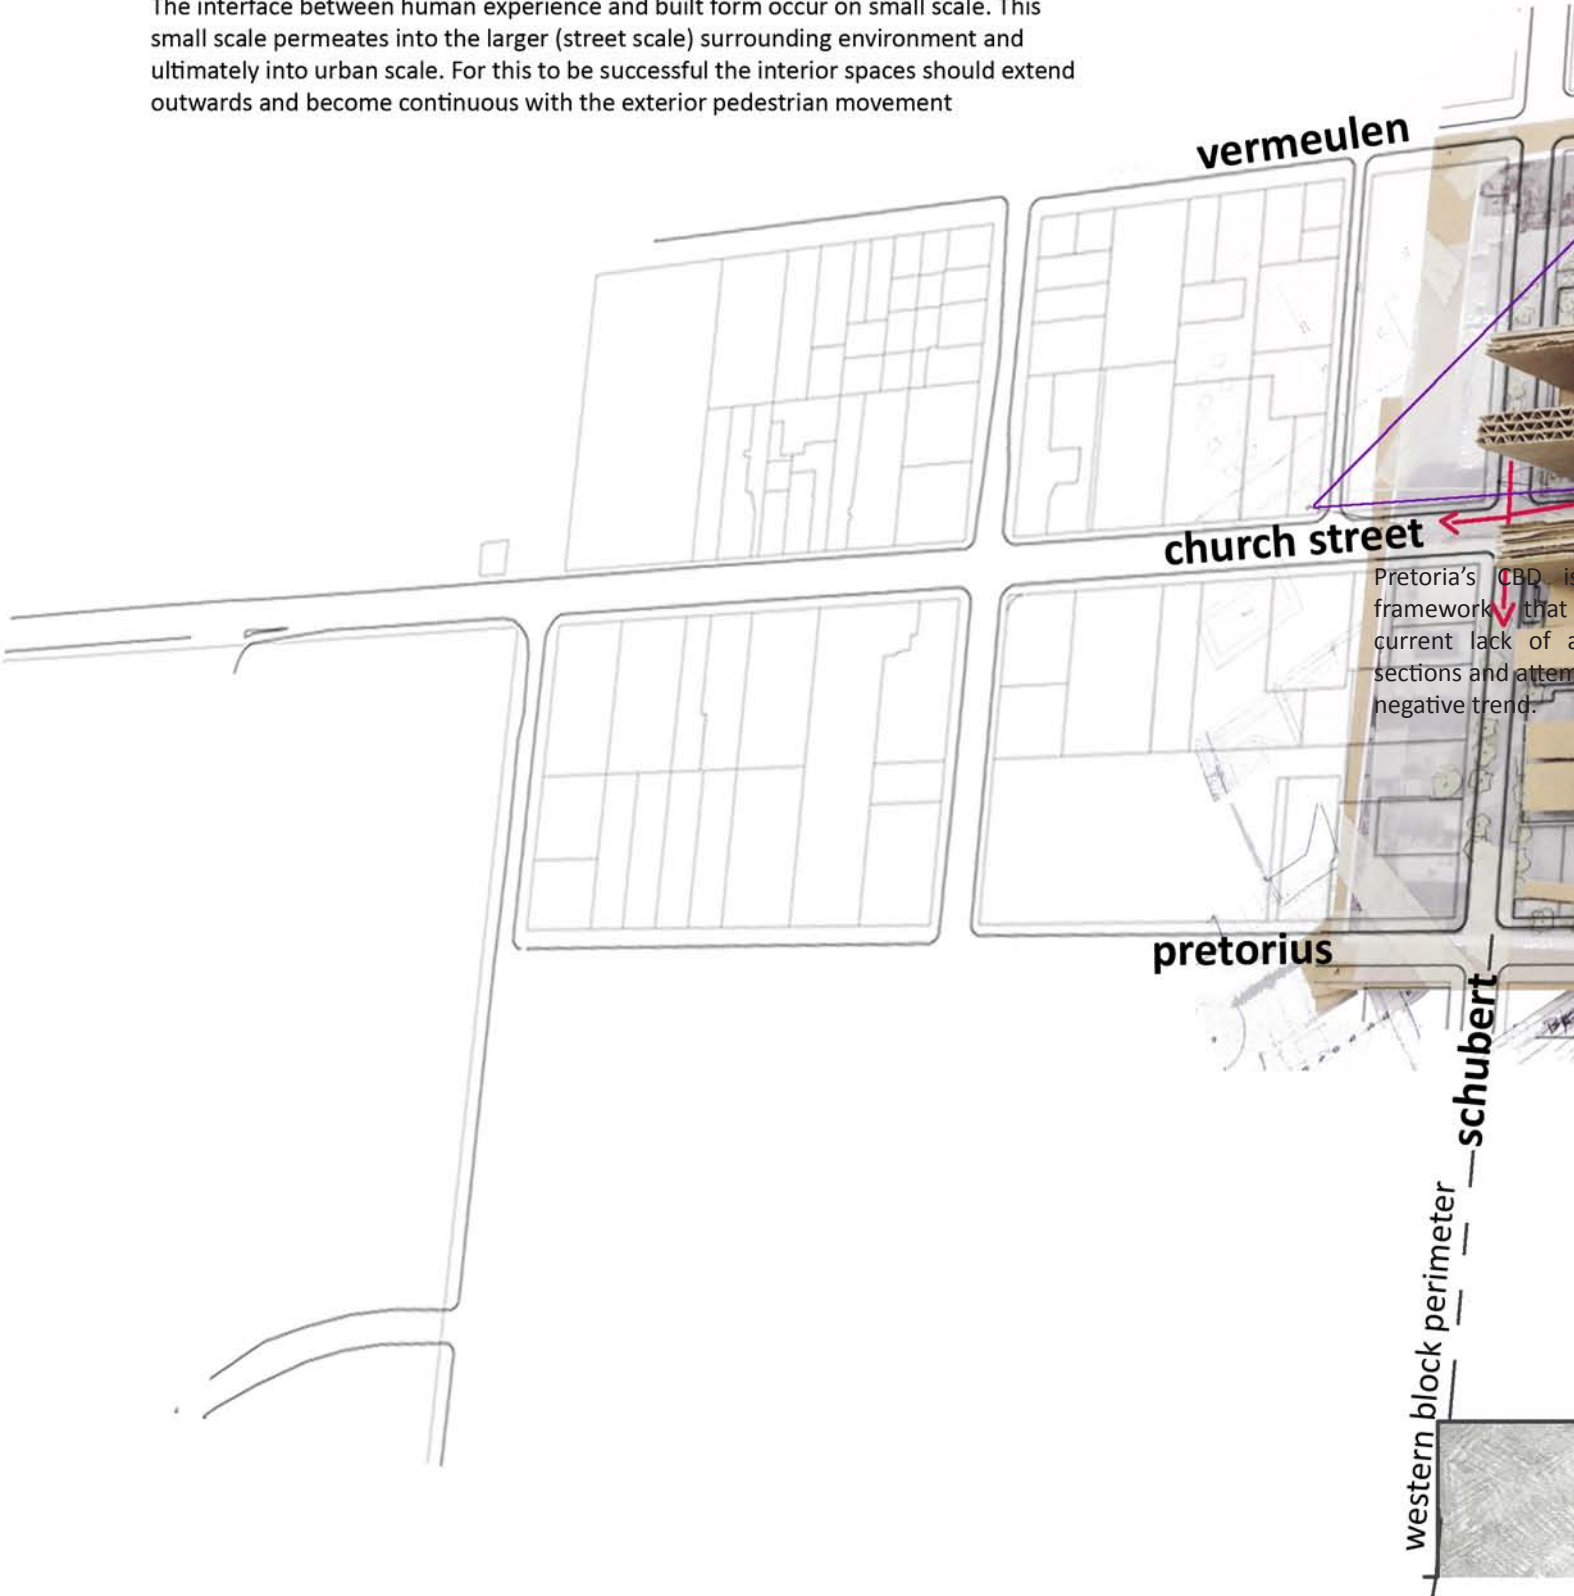 The interface between human experience and built form occur on small scale. This
small scale permeates into the larger (street scale) surrounding environment and
ultimately into urban scale. For this to be successful the interior spaces should extend
outwards and become continuous with the exterior pedestrian movement
vermeulen
church street
Pretoria's CBD is
framework that
current lack of a
sections and attem
negative trend.
pretorius
schubert
western block perimeter